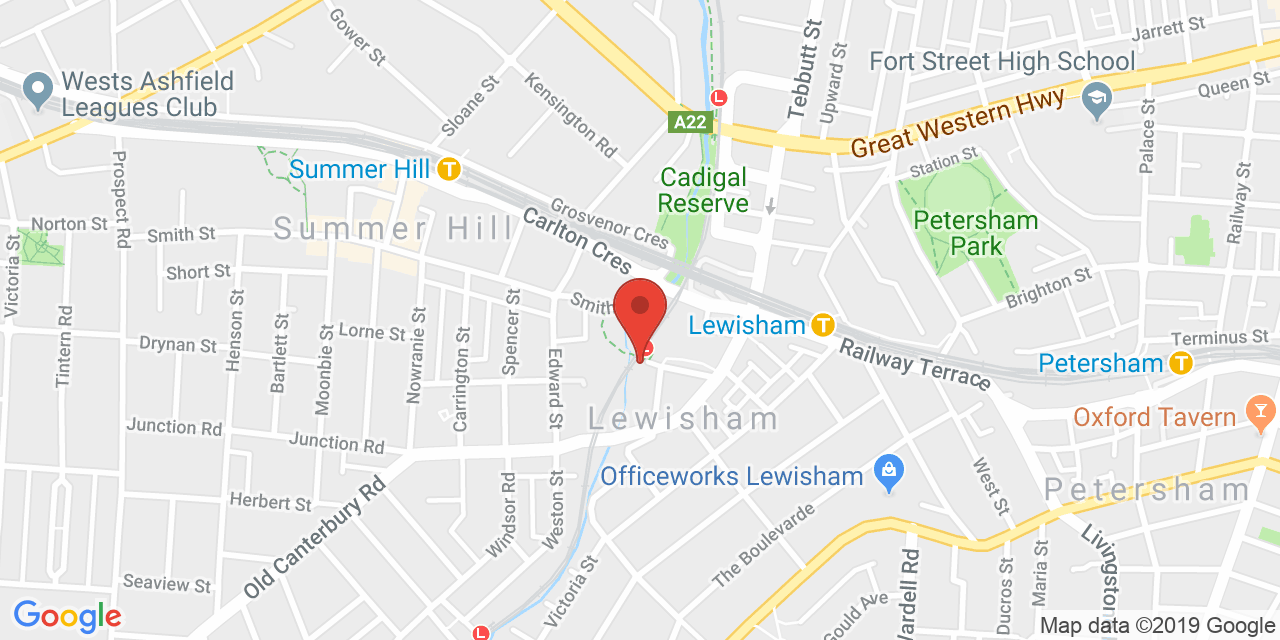 Gower St
Jarrett St
Tebbutt St
Upward St
Fort Street High School
Wests Ashfield
Leagues Club
Sloane St
Kensington Rd
L
Queen St
A22
Great Western Hwy
Palace St
Station St
Summer Hill T
Cadigal
Reserve
Prospect Rd
Railway St
Norton St
Smith St
Summer Hill
Grosvenor Cres
Carlton Cres
Petersham
Park
Victoria St
Short St
Brighton St
Smith
Tintern Rd
Henson St
Bartlett St
Moonbie St
Lorne St
Nowranie St
Carrington St
Spencer St
Edward St
Drynan St
Lewisham T
Railway Terrace
Terminus St
Petersham T
Junction Rd
Junction Rd
Lewisham
Oxford Tavern
Officeworks Lewisham
Herbert St
Old Canterbury Rd
Windsor Rd
Weston St
West St
Petersham
The Boulevarde
Livingston
Seaview St
Victoria St
Gould Ave
Wardell Rd
Ducros St
Maria St
Google
L
Map data ©2019 Google